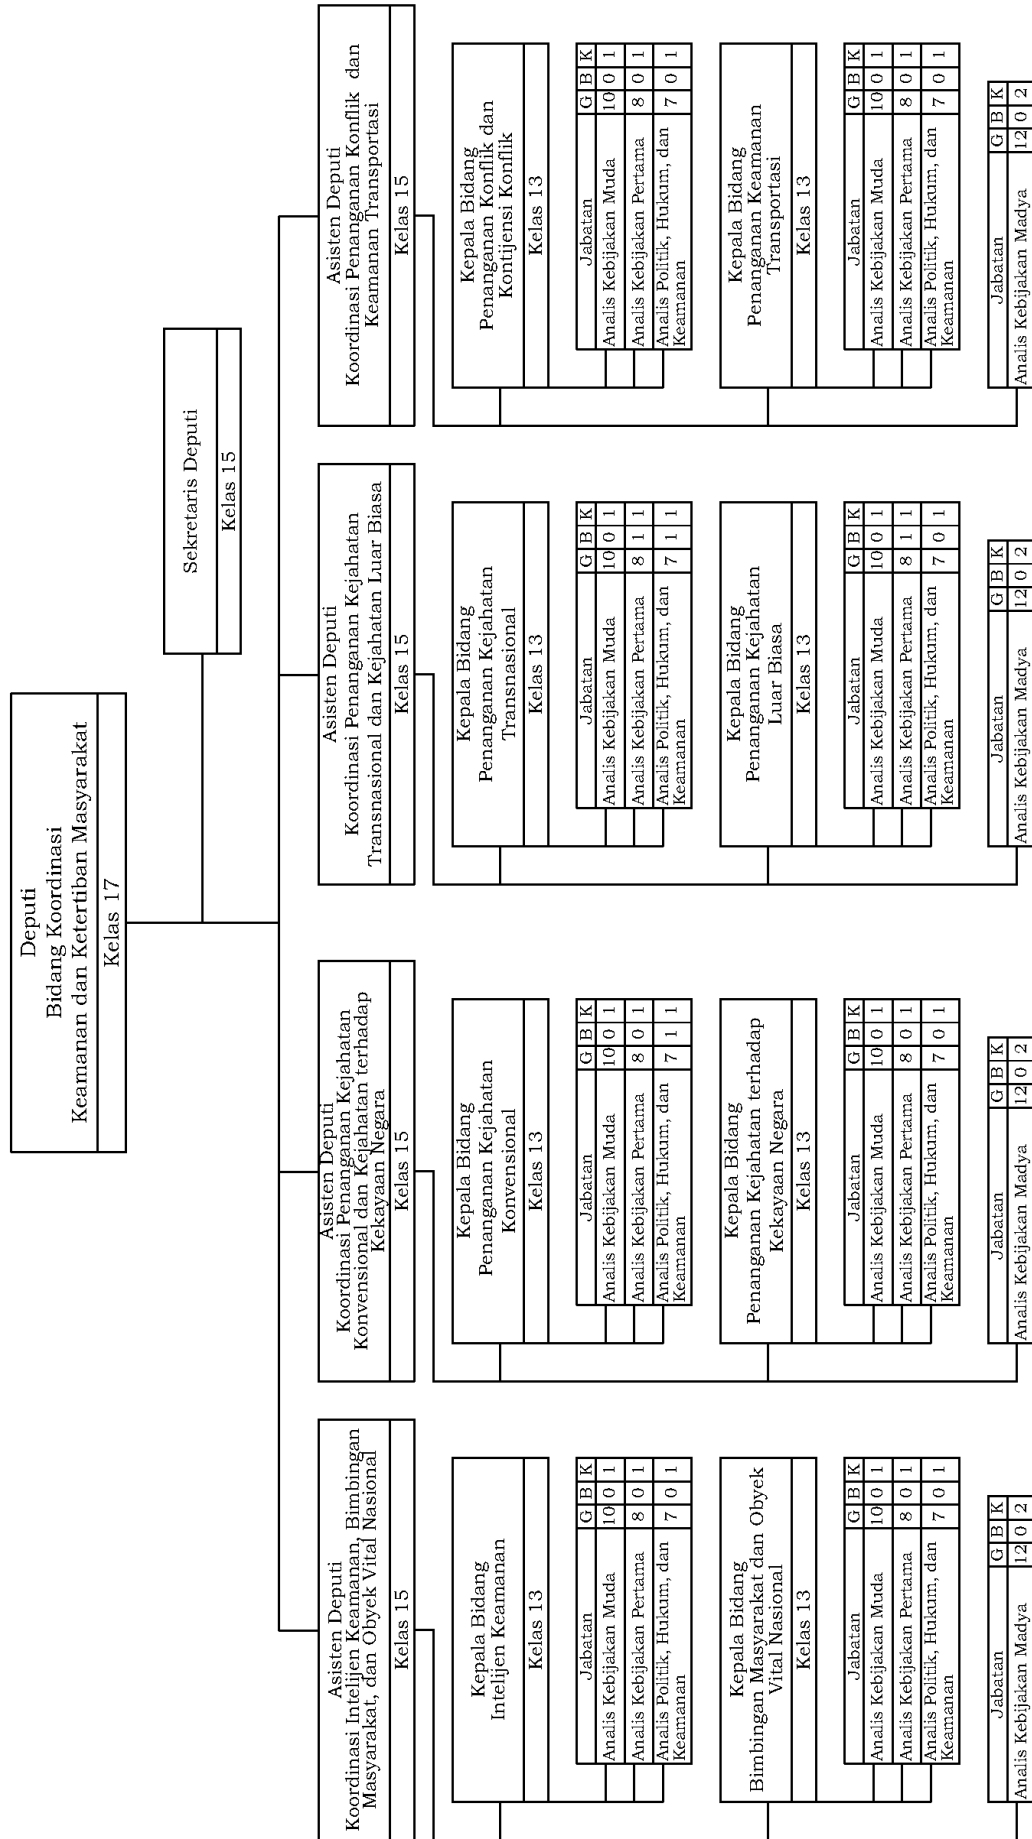 Deputi
Bidang Koordinasi
Keamanan dan Ketertiban Masyarakat
Kelas 17
Sekretaris Deputi
Kelas 15
Asisten Deputi
Koordinasi Intelijen Keamanan, Bimbingan
Masyarakat, dan Obyek Vital Nasional
Kelas 15
Kepala Bidang
Intelijen Keamanan
Kelas 13
Jabatan G B K
Analis Kebijakan Muda 10 0 1
Analis Kebijakan Pertama 8 0 1
Analis Politik, Hukum, dan
Keamanan 7 0 1
Kepala Bidang
Bimbingan Masyarakat dan Obyek
Vital Nasional
Kelas 13
Jabatan G B K
Analis Kebijakan Muda 10 0 1
Analis Kebijakan Pertama 8 0 1
Analis Politik, Hukum, dan
Keamanan 7 0 1
Jabatan G B K
Analis Kebijakan Madya 12 0 2
Asisten Deputi
Koordinasi Penanganan Kejahatan
Konvensional dan Kejahatan terhadap
Kekayaan Negara
Kelas 15
Kepala Bidang
Penanganan Kejahatan
Konvensional
Kelas 13
Jabatan G B K
Analis Kebijakan Muda 10 0 1
Analis Kebijakan Pertama 8 0 1
Analis Politik, Hukum, dan
Keamanan 7 1 1
Kepala Bidang
Penanganan Kejahatan terhadap
Kekayaan Negara
Kelas 13
Jabatan G B K
Analis Kebijakan Muda 10 0 1
Analis Kebijakan Pertama 8 0 1
Analis Politik, Hukum, dan
Keamanan 7 0 1
Jabatan G B K
Analis Kebijakan Madya 12 0 2
Asisten Deputi
Koordinasi Penanganan Kejahatan
Transnasional dan Kejahatan Luar Biasa
Kelas 15
Kepala Bidang
Penanganan Kejahatan
Transnasional
Kelas 13
Jabatan G B K
Analis Kebijakan Muda 10 0 1
Analis Kebijakan Pertama 8 1 1
Analis Politik, Hukum, dan
Keamanan 7 1 1
Kepala Bidang
Penanganan Kejahatan
Luar Biasa
Kelas 13
Jabatan G B K
Analis Kebijakan Muda 10 0 1
Analis Kebijakan Pertama 8 1 1
Analis Politik, Hukum, dan
Keamanan 7 0 1
Jabatan G B K
Analis Kebijakan Madya 12 0 2
Asisten Deputi
Koordinasi Penanganan Konflik dan
Keamanan Transportasi
Kelas 15
Kepala Bidang
Penanganan Konflik dan
Kontijensi Konflik
Kelas 13
Jabatan G B K
Analis Kebijakan Muda 10 0 1
Analis Kebijakan Pertama 8 0 1
Analis Politik, Hukum, dan
Keamanan 7 0 1
Kepala Bidang
Penanganan Keamanan
Transportasi
Kelas 13
Jabatan G B K
Analis Kebijakan Muda 10 0 1
Analis Kebijakan Pertama 8 0 1
Analis Politik, Hukum, dan
Keamanan 7 0 1
Jabatan G B K
Analis Kebijakan Madya 12 0 2